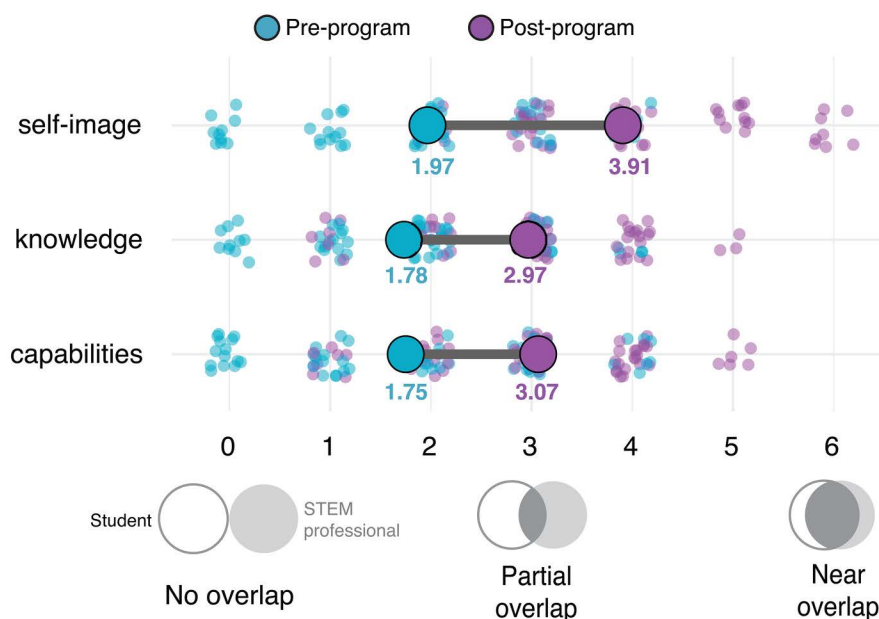 Pre-program Post-program
self-image
1.97 3.91
knowledge
1.78 2.97
capabilities
1.75 3.07
0 1 2 3 4 5 6
Student STEM
professional
No overlap
Partial
overlap
Near
overlap